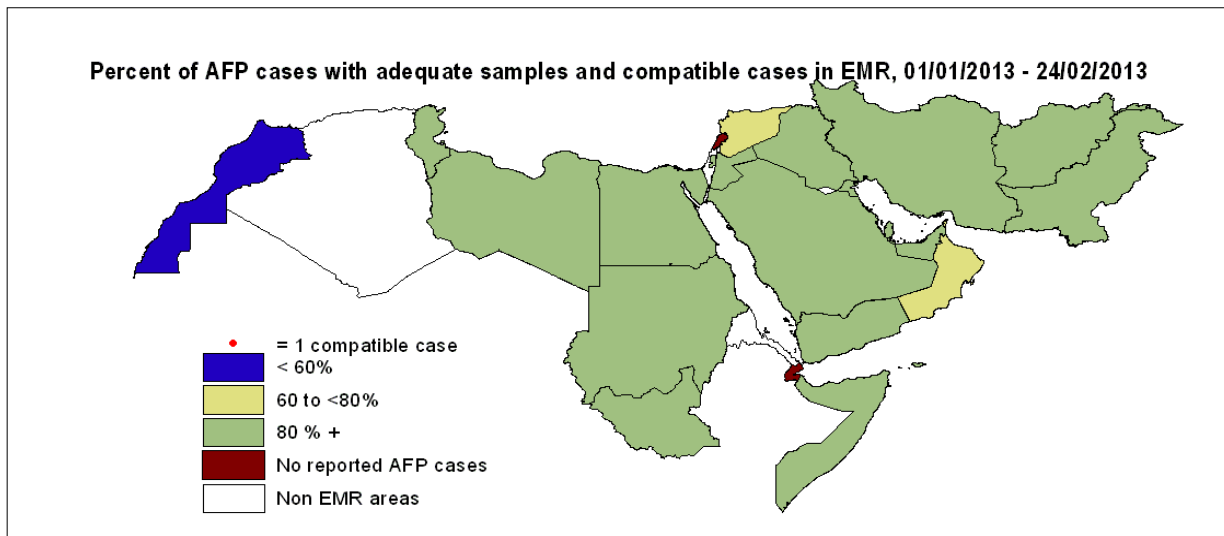 Percent of AFP cases with adequate samples and compatible cases in EMR, 01/01/2013 - 24/02/2013
= 1 compatible case
< 60%
60 to <80%
80 % +
No reported AFP cases
Non EMR areas